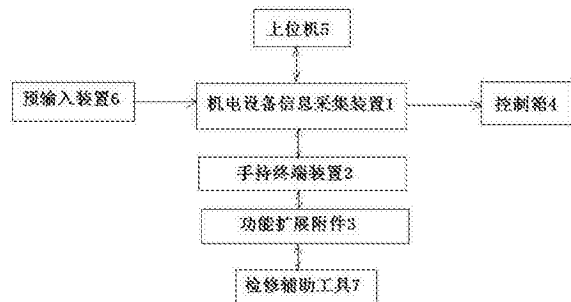 上位机5
预输入装置6
机电设备信息采集装置1
控制箱4
手持终端装置2
功能扩展附件3
检修辅助工具7